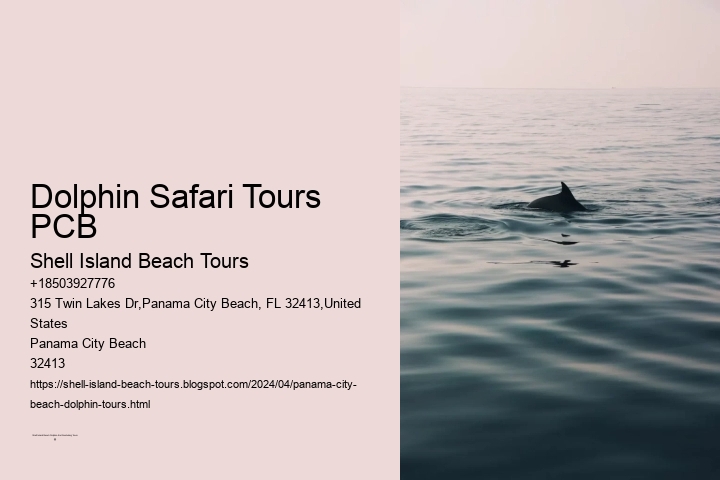 Dolphin Safari Tours
PCB
Shell Island Beach Tours
+18503927776
315 Twin Lakes Dr,Panama City Beach, FL 32413,United
States
Panama City Beach
32413
https://shell-island-beach-tours.blogspot.com/2024/04/panama-city-
beach-dolphin-tours.html